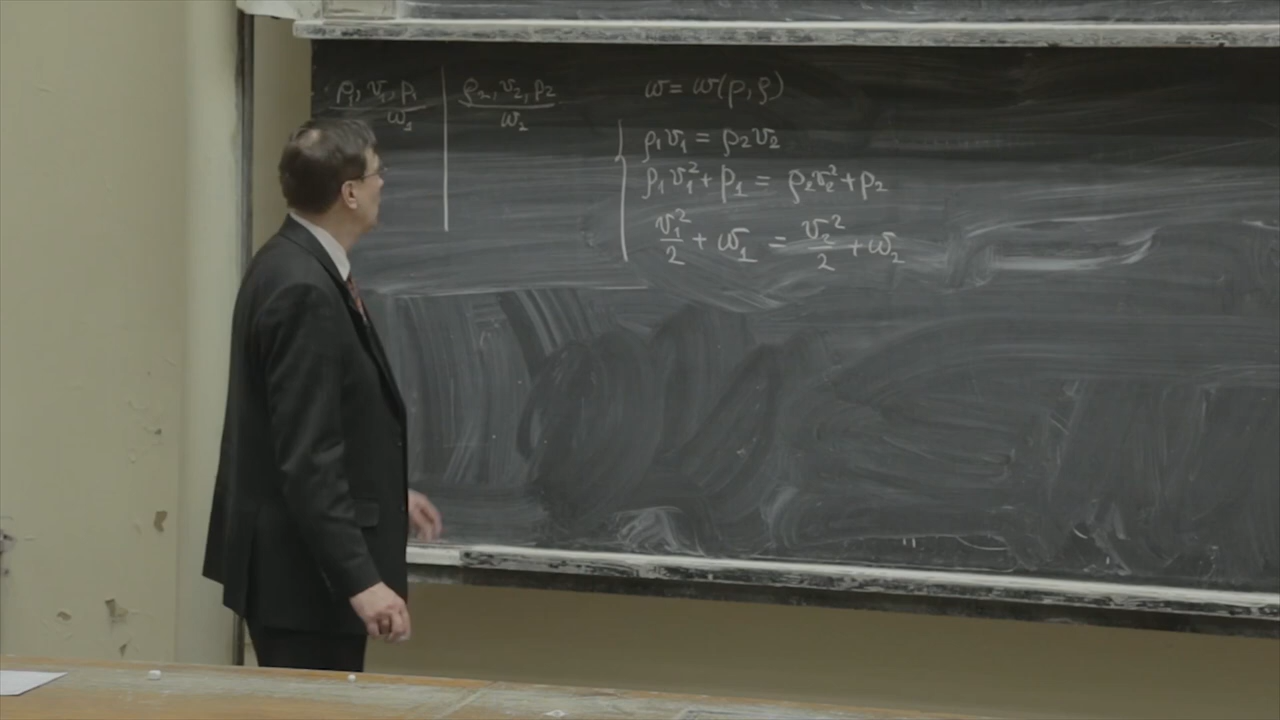 ρ₁, v₁, p₁ | ρ₂, v₂, p₂
w₁ | w₂
w = w(p, ρ)
ρ₁v₁ = ρ₂v₂
ρ₁v₁² + p₁ = ρ₂v₂² + p₂
v₁²/2 + w₁ = v₂²/2 + w₂